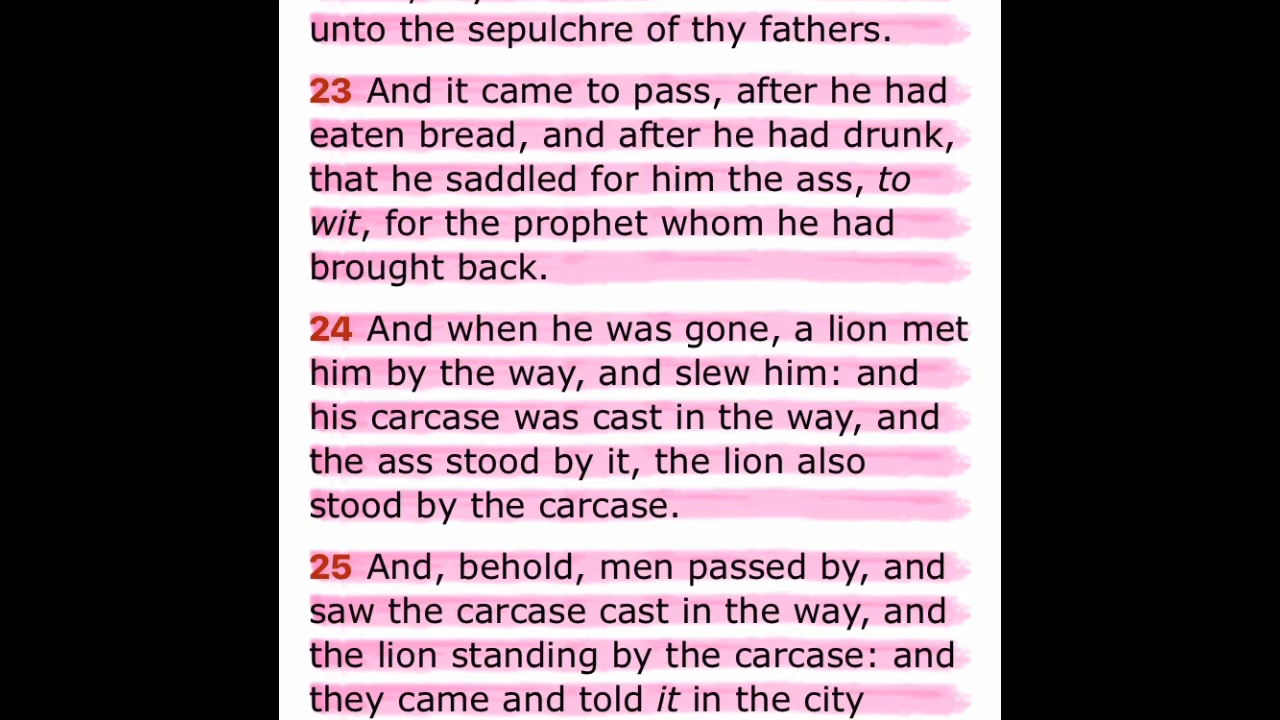 unto the sepulchre of thy fathers.
23 And it came to pass, after he had
eaten bread, and after he had drunk,
that he saddled for him the ass, to
wit, for the prophet whom he had
brought back.
24 And when he was gone, a lion met
him by the way, and slew him: and
his carcase was cast in the way, and
the ass stood by it, the lion also
stood by the carcase.
25 And, behold, men passed by, and
saw the carcase cast in the way, and
the lion standing by the carcase: and
they came and told it in the city